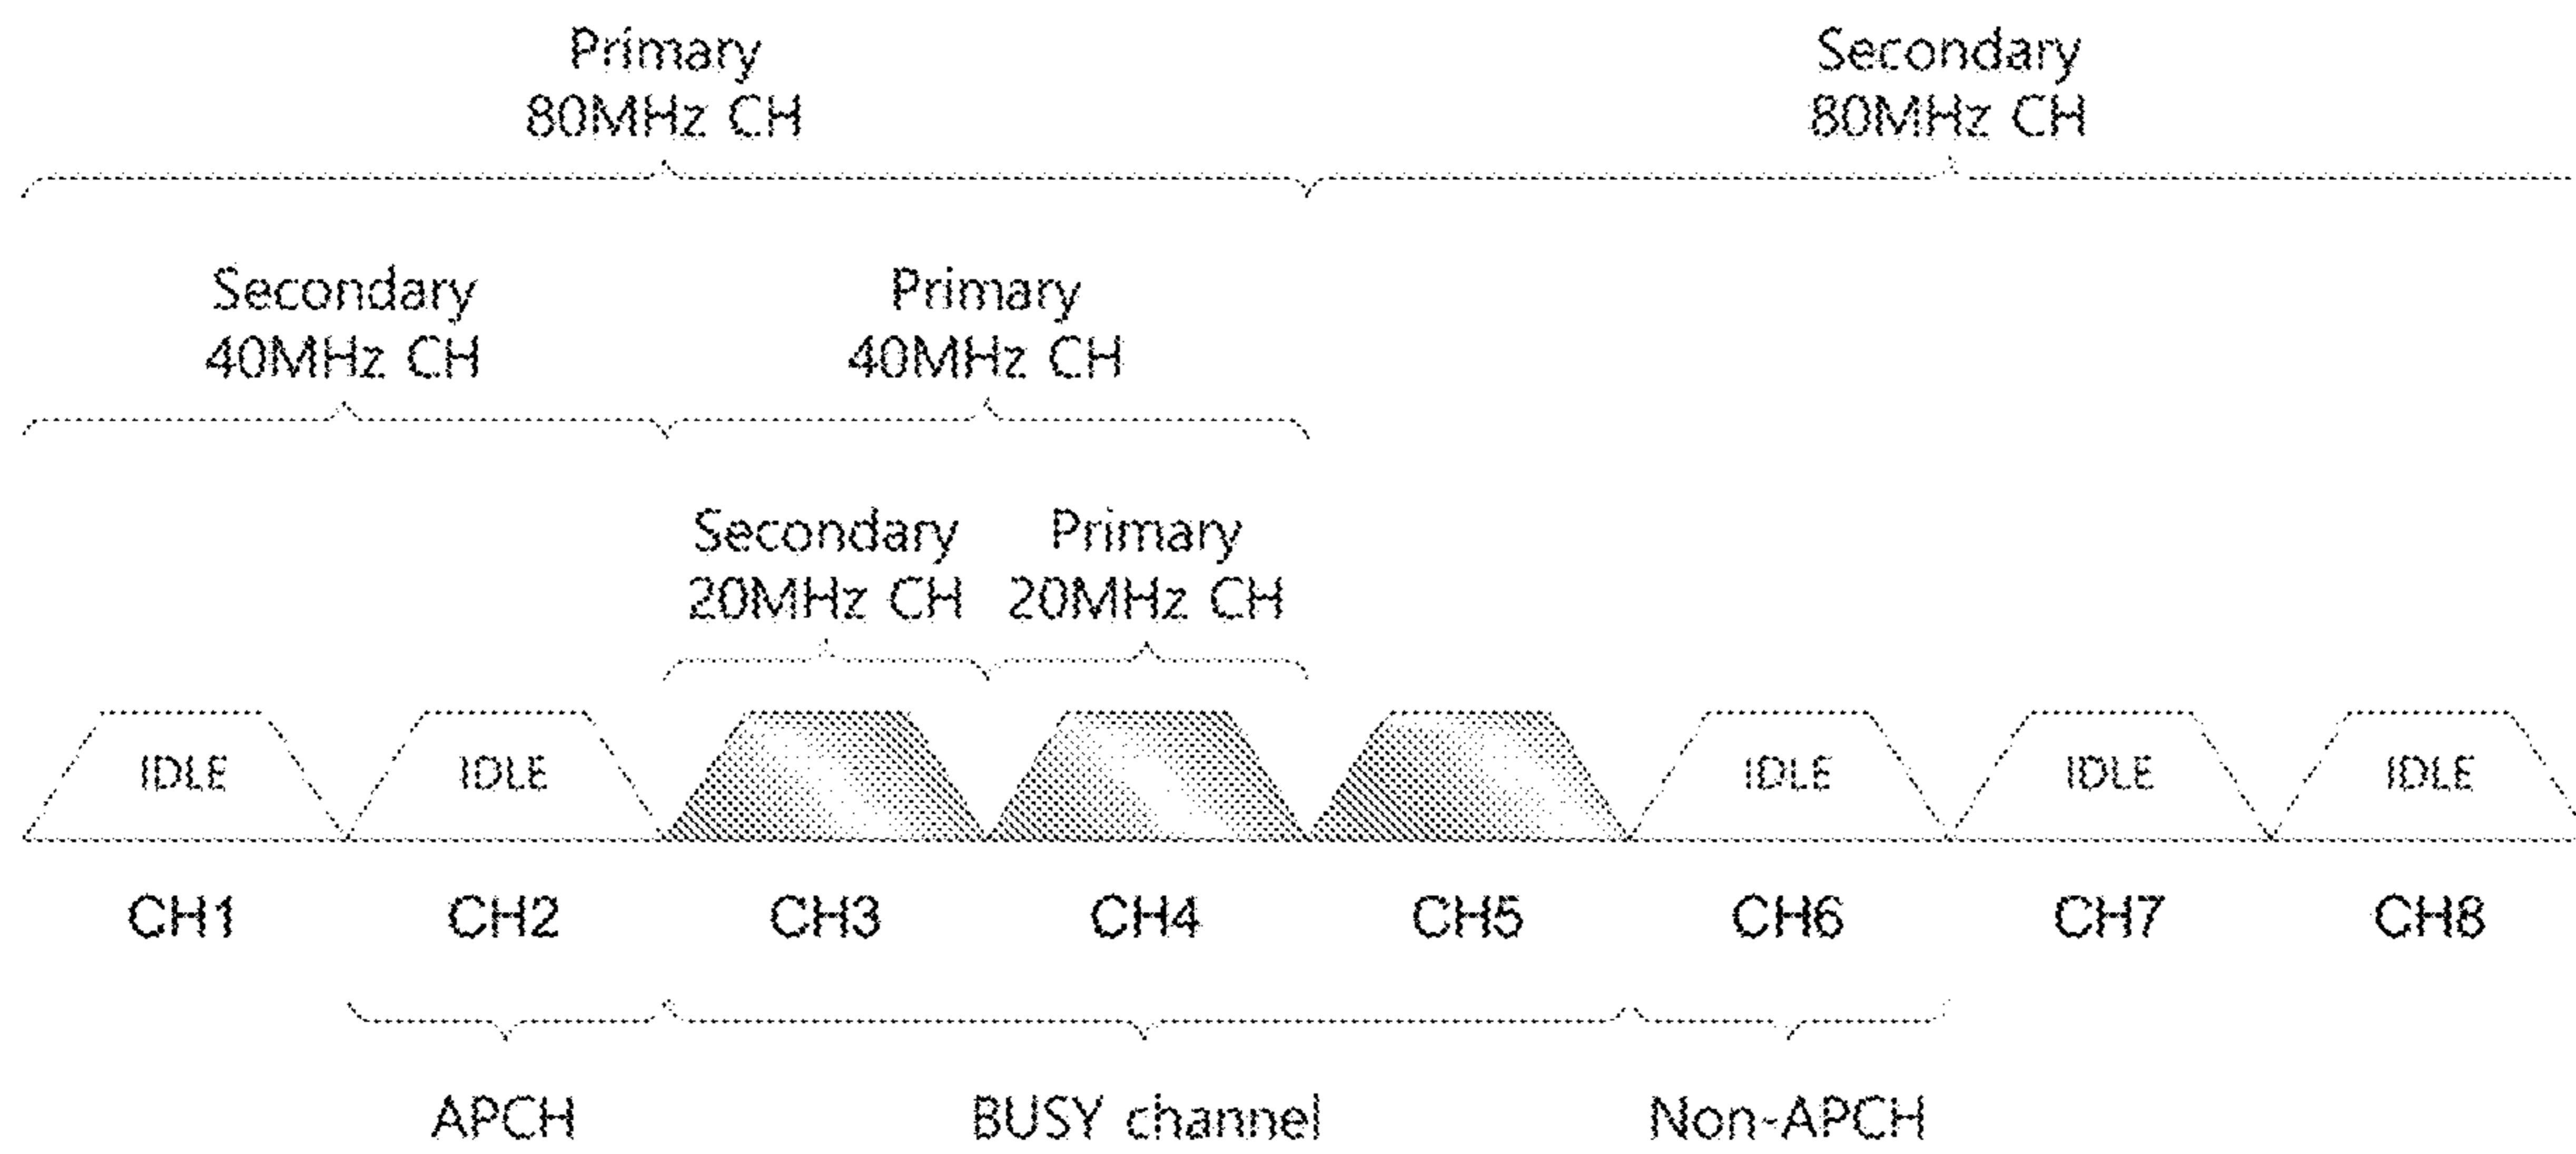 Primary
80MHz CH
Secondary
80MHz CH
Secondary
40MHz CH
Primary
40MHz CH
Secondary
20MHz CH
Primary
20MHz CH
IDLE
IDLE
IDLE
IDLE
IDLE
CH1
CH2
CH3
CH4
CH5
CH6
CH7
CH8
APCH
BUSY channel
Non-APCH